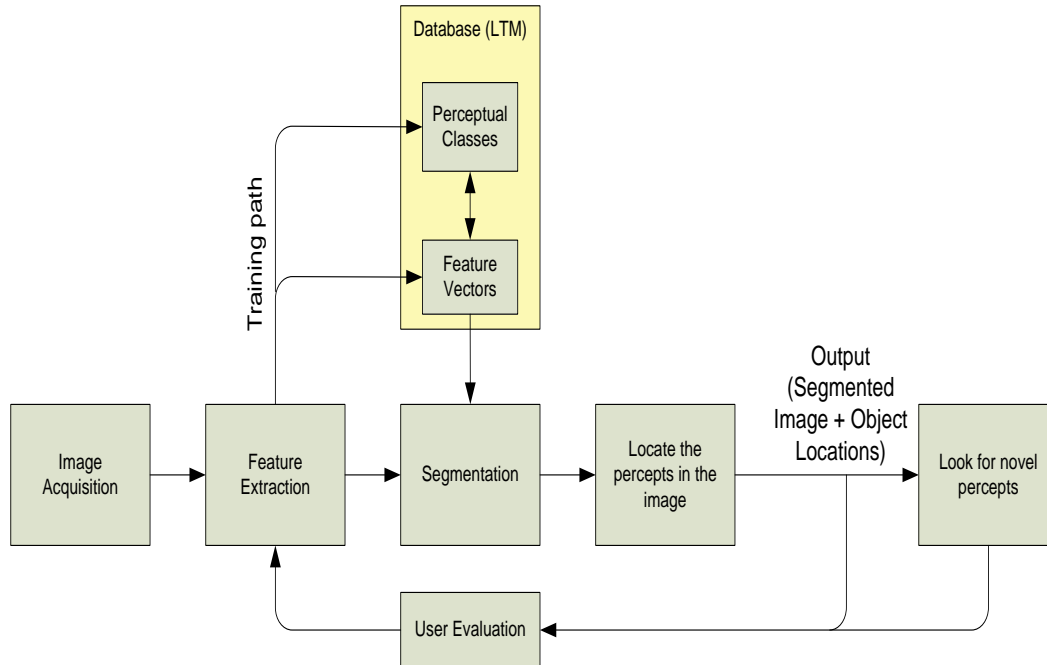 Database (LTM)
Perceptual
Classes
Feature
Vectors
Training path
Output
(Segmented
Image + Object
Locations)
Image
Acquisition
Feature
Extraction
Segmentation
Locate the
percepts in the
image
Look for novel
percepts
User Evaluation